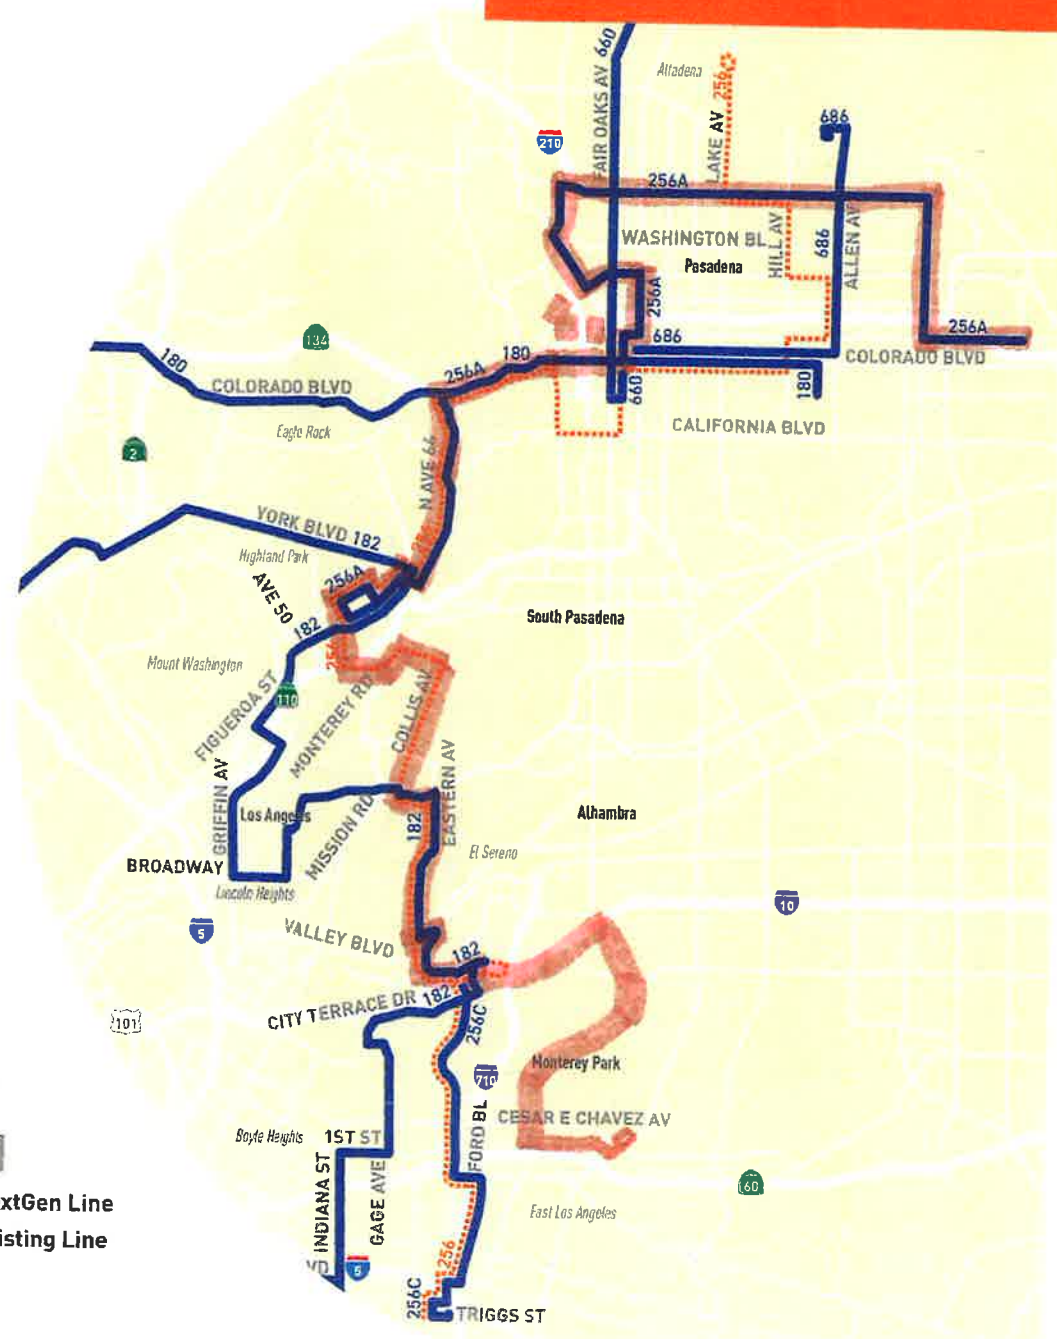 FAIR OAKS AV 660
Altadena
LAKE AV 256
686
210
256A
WASHINGTON BL
Pasadena
HILL AV
686
ALLEN AV
256A
134
180
COLORADO BLVD
256A
180
686
660
180
256A
COLORADO BLVD
CALIFORNIA BLVD
Eagle Rock
2
N AVE 64
YORK BLVD 182
Highland Park
256A
AVE 50
182
South Pasadena
Mount Washington
110
FIGUEROA ST
MONTEREY RD
COLLIS AV
GRIFFIN AV
Los Angeles
MISSION RD
182
EASTERN AV
Alhambra
BROADWAY
El Sereno
Lincoln Heights
10
5
VALLEY BLVD
182
CITY TERRACE DR 182
101
256C
Monterey Park
710
CESAR E CHAVEZ AV
FORD BL
Boyle Heights
1ST ST
INDIANA ST
GAGE AVE
60
xtGen Line
East Los Angeles
isting Line
256
VD
5
256C
TRIGGS ST